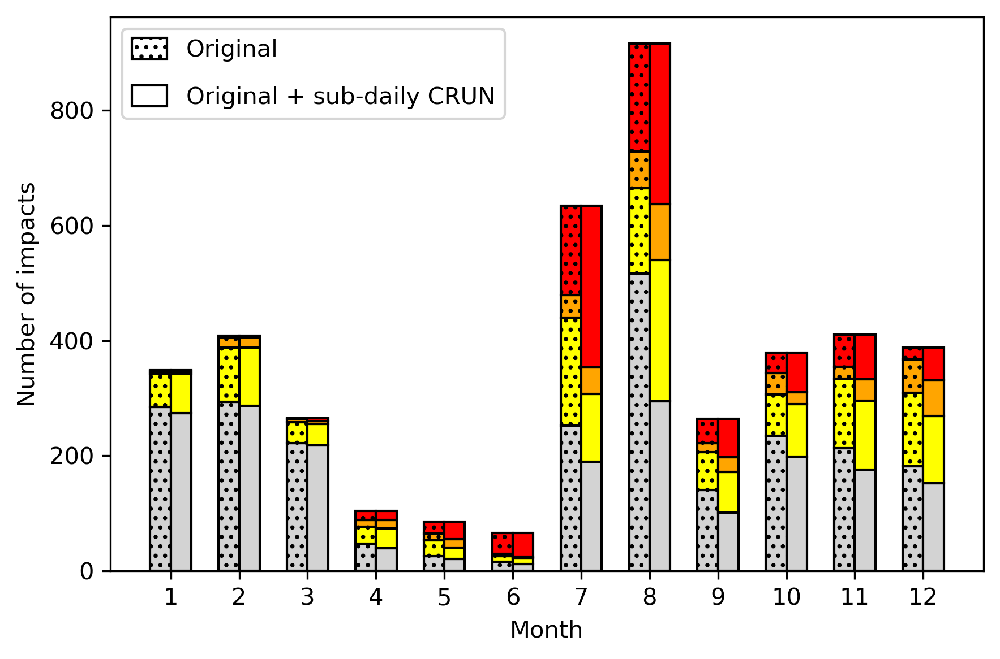 Original
Original + sub-daily CRUN
Number of impacts
800
600
400
200
0
1 2 3 4 5 6 7 8 9 10 11 12
Month